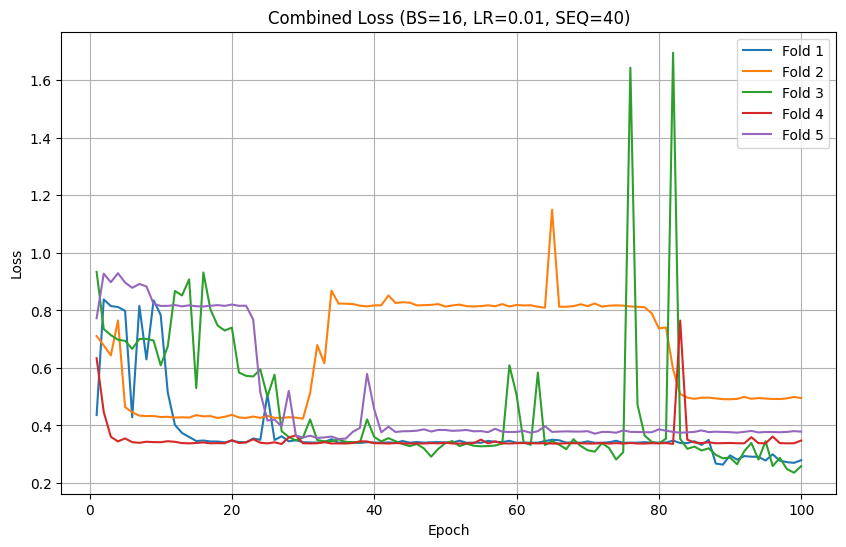 Combined Loss (BS=16, LR=0.01, SEQ=40)
Fold 1
Fold 2
Fold 3
Fold 4
Fold 5
Loss
1.6
1.4
1.2
1.0
0.8
0.6
0.4
0.2
0 20 40 60 80 100
Epoch